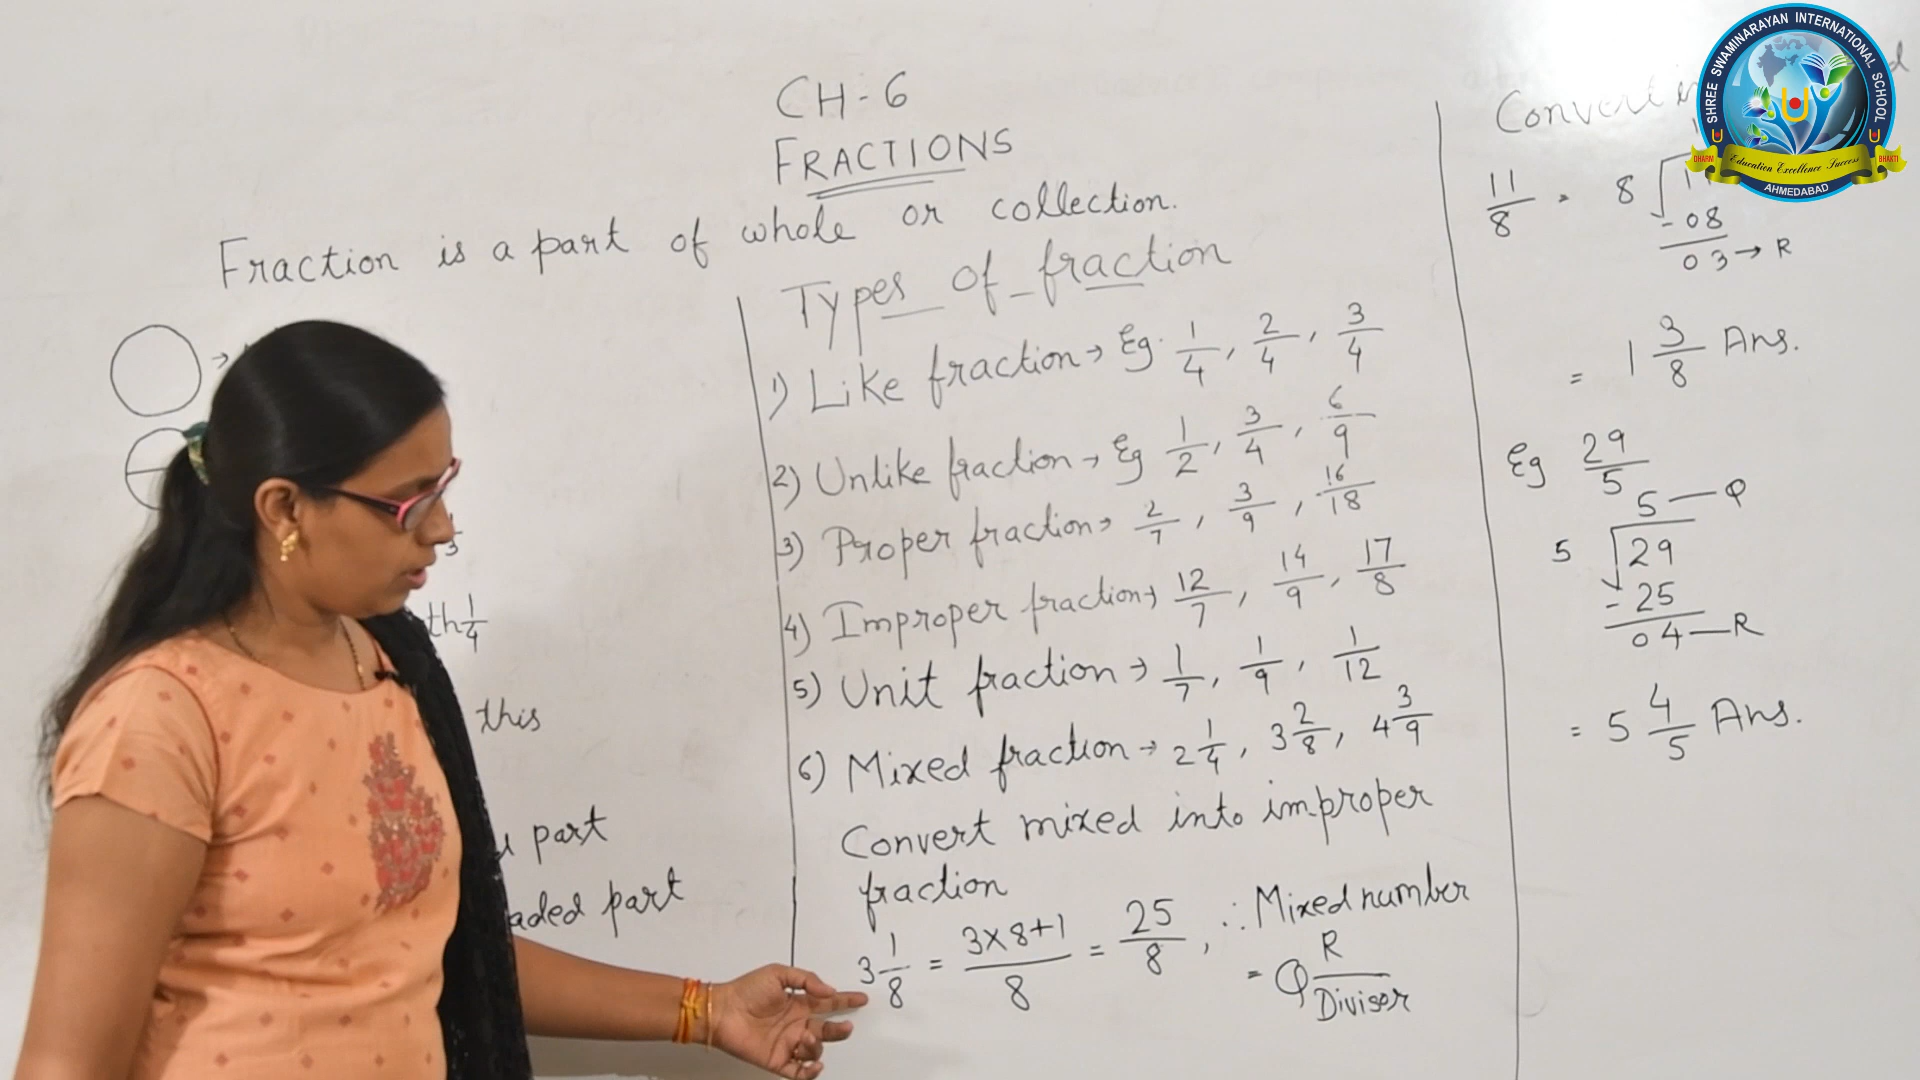 CH-6
FRACTIONS
Fraction is a part of whole or collection.
1/3
th 1/4
this
part
aded part
Types of fraction
1) Like fraction → Eg. 1/4, 2/4, 3/4
2) Unlike fraction → Eg 1/2, 3/4, 6/9
3) Proper fraction → 2/7, 3/9, 16/18
4) Improper fraction → 12/7, 14/9, 17/8
5) Unit fraction → 1/7, 1/9, 1/12
6) Mixed fraction → 2 1/4, 3 2/8, 4 3/9
Convert mixed into improper
fraction
3 1/8 = 3×8+1/8 = 25/8, ∴ Mixed number
= Q R/Divisor
Convert
11/8 = 8
- 08
03 → R
= 1 3/8 Ans.
Eg 29/5
5 — Q
5 √29
- 25
04 — R
= 5 4/5 Ans.
SHREE SWAMINARAYAN INTERNATIONAL SCHOOL
DHARM Education Excellence Success BHAKTI
AHMEDABAD